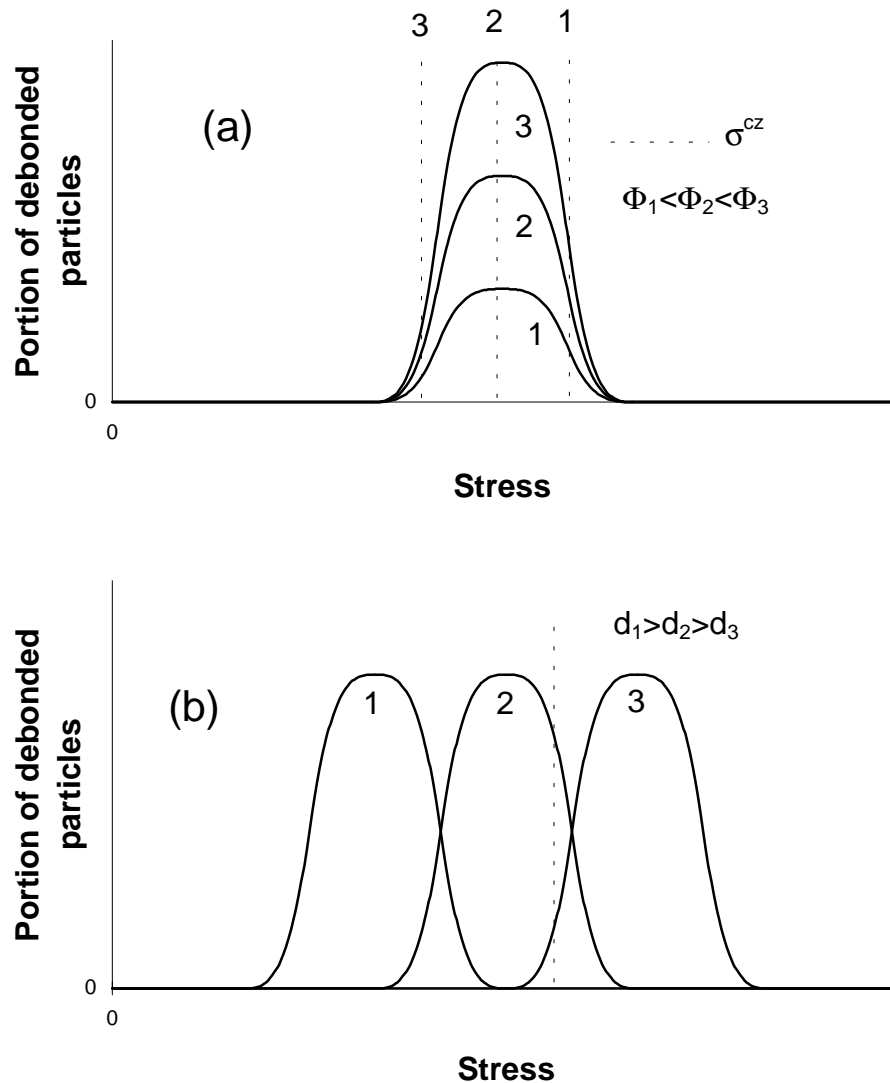 3 2 1
Portion of debonded
particles
(a)
3
2
1
σcz
Φ1<Φ2<Φ3
0
0
Stress
Portion of debonded
particles
(b)
d1>d2>d3
1 2 3
0
0
Stress